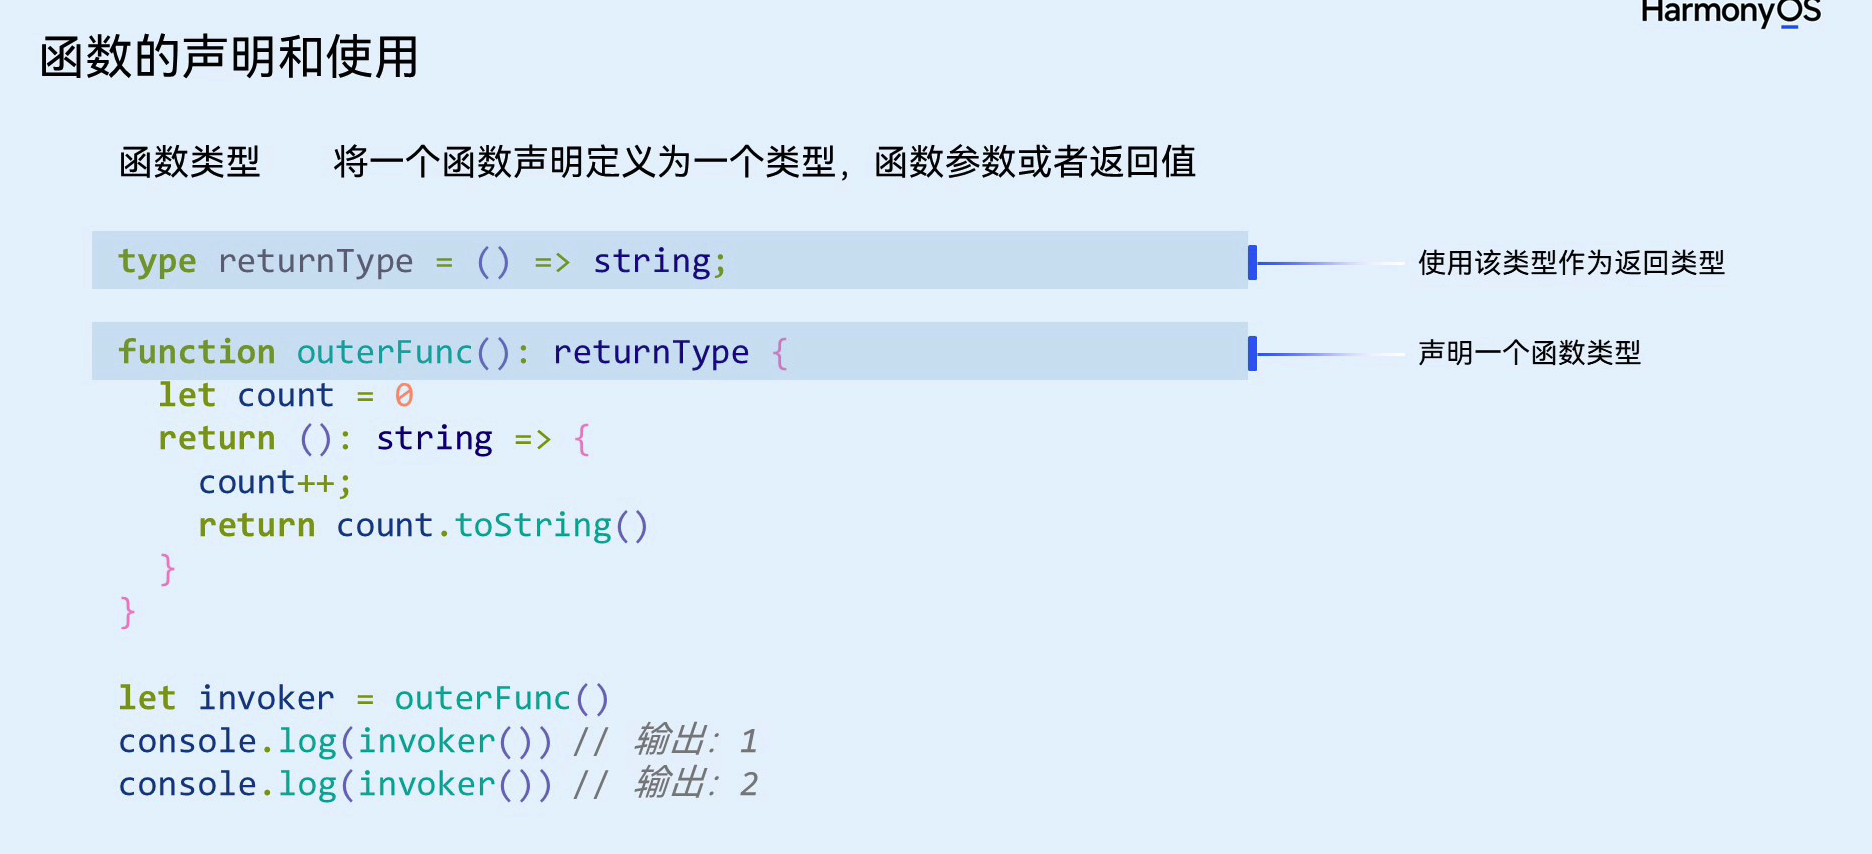 HarmonyOS
函数的声明和使用
函数类型 将一个函数声明定义为一个类型，函数参数或者返回值
type returnType = () => string;
使用该类型作为返回类型
function outerFunc(): returnType {
声明一个函数类型
let count = 0
return (): string => {
count++;
return count.toString()
}
}
let invoker = outerFunc()
console.log(invoker()) // 输出：1
console.log(invoker()) // 输出：2